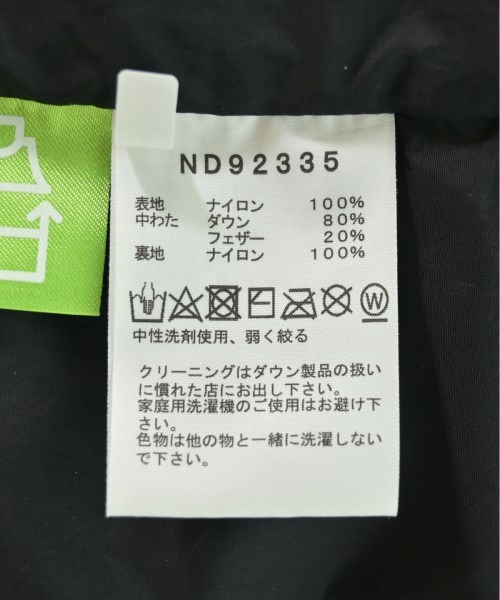 ND92335
表地 ナイロン 100%
中わた ダウン 80%
フェザー 20%
裏地 ナイロン 100%
W
中性洗剤使用、弱く絞る
クリーニングはダウン製品の扱い
に慣れた店にお出し下さい。
家庭用洗濯機のご使用はお避け下
さい。
色物は他の物と一緒に洗濯しない
で下さい。